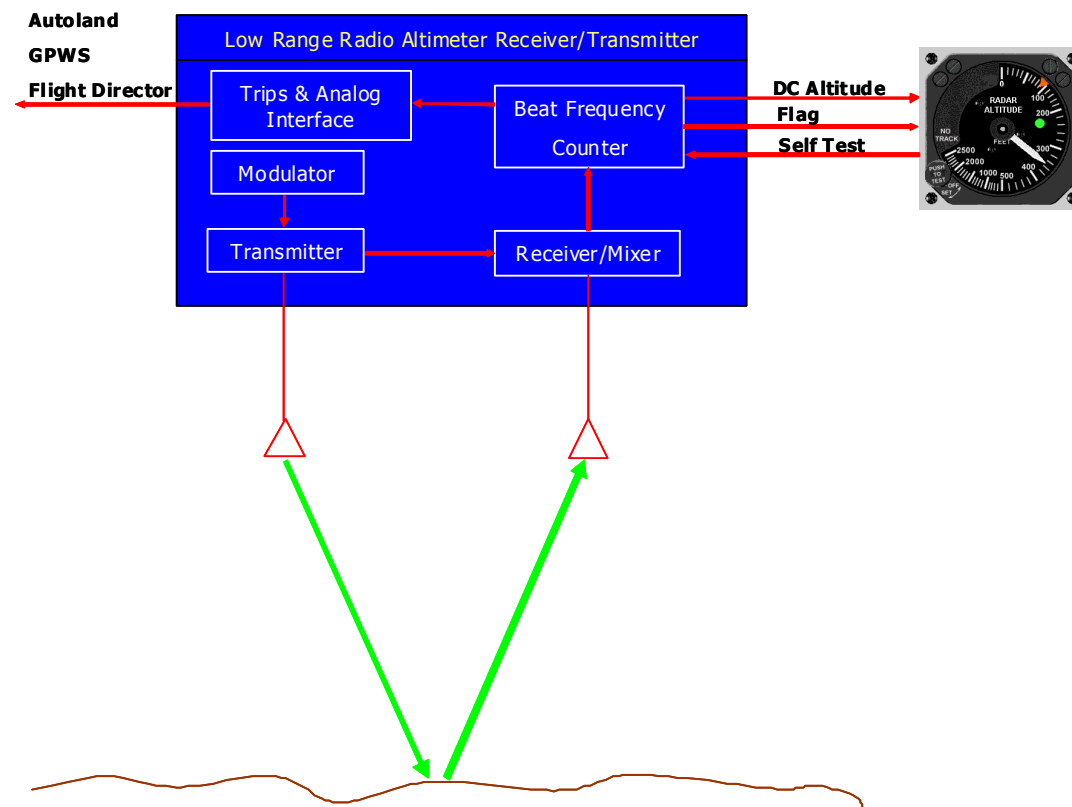 Autoland
GPWS
Flight Director
Low Range Radio Altimeter Receiver/Transmitter
Trips & Analog
Interface
Beat Frequency
Counter
Modulator
Transmitter
Receiver/Mixer
DC Altitude
Flag
Self Test
0
100
200
300
400
500
1000
2000
2500
RADAR
ALTITUDE
FEET
NO
TRACK
PUSH
TO
TEST
OFF
SET